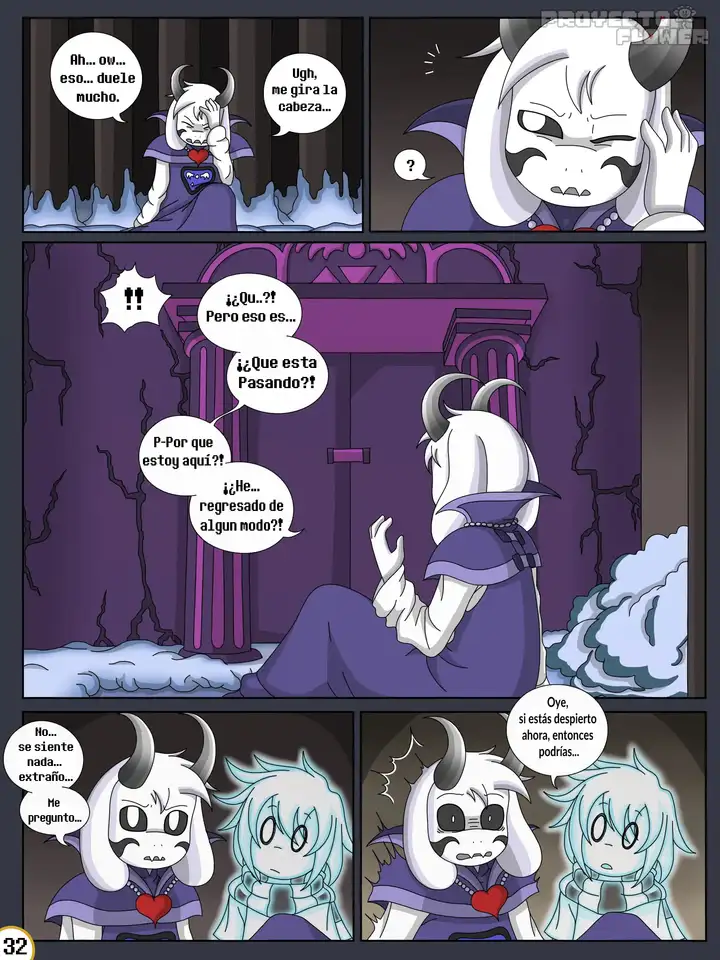 PROYECTO
FLOWER
Ah... ow...
eso... duele
mucho.
Ugh,
me gira la
cabeza...
?
!!
¡¿Qu..?!
Pero eso es...
¡¿Que esta
Pasando?!
P-Por que
estoy aquí?!
¡¿He...
regresado de
algun modo?!
No...
se siente
nada...
extraño...
Me
pregunto...
Oye,
si estás despierto
ahora, entonces
podrías...
32